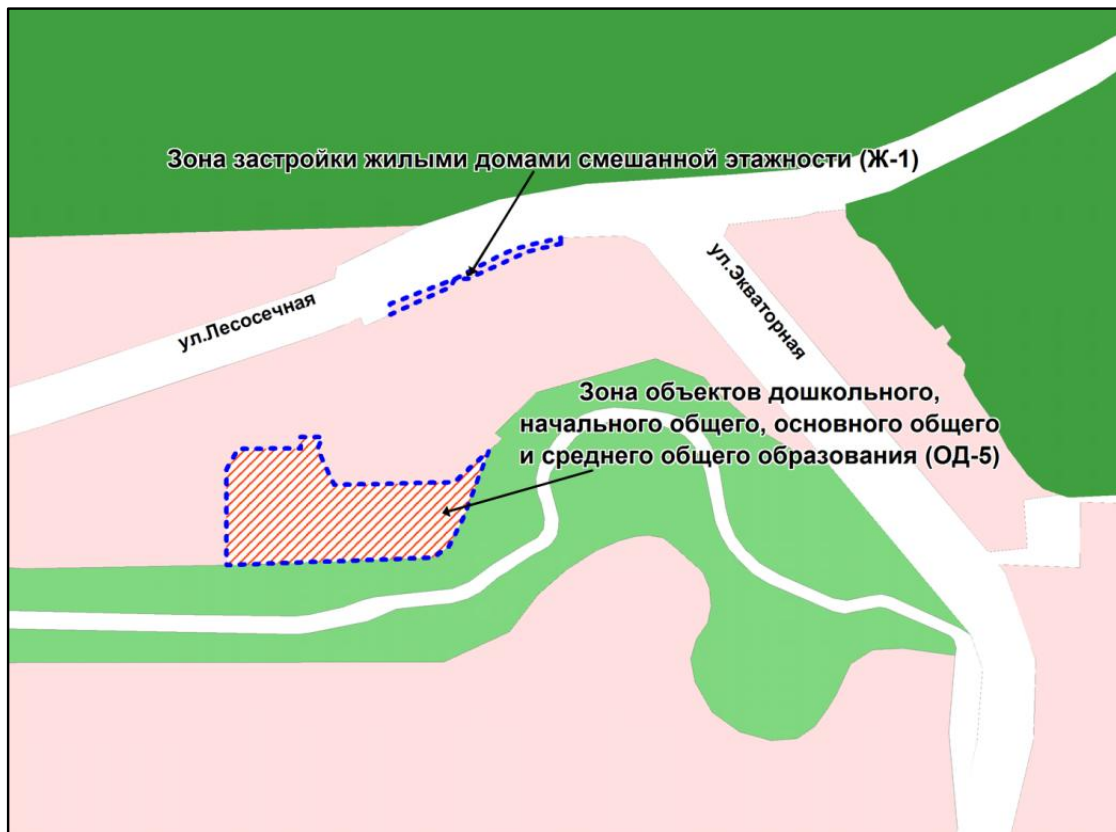 Зона застройки жилыми домами смешанной этажности (Ж-1)
ул.Лесосечная
ул.Экваторная
Зона объектов дошкольного,
начального общего, основного общего
и среднего общего образования (ОД-5)